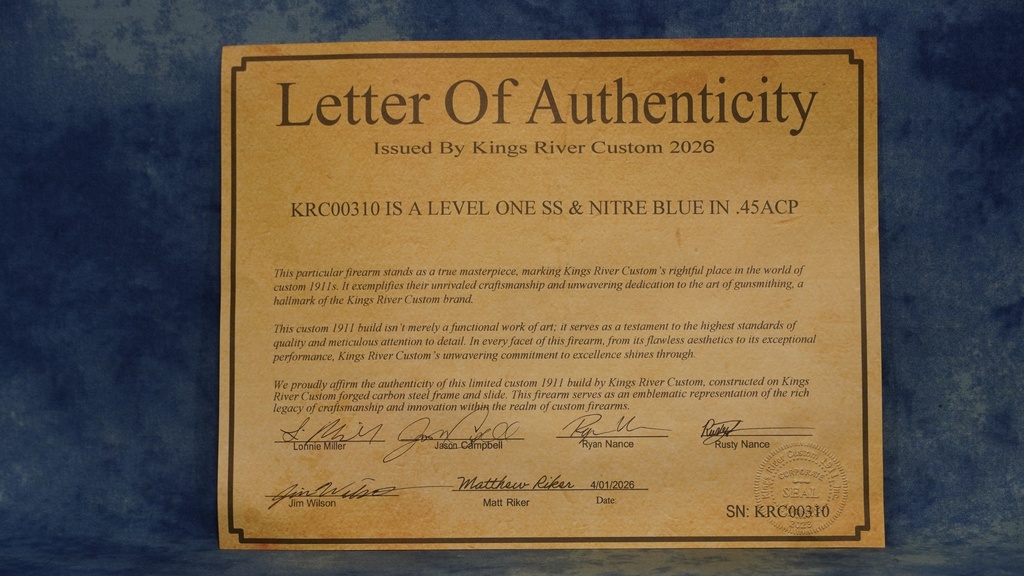 Letter Of Authenticity
Issued By Kings River Custom 2026
KRC00310 IS A LEVEL ONE SS & NITRE BLUE IN .45ACP
This particular firearm stands as a true masterpiece, marking Kings River Custom's rightful place in the world of
custom 1911s. It exemplifies their unrivaled craftsmanship and unwavering dedication to the art of gunsmithing, a
hallmark of the Kings River Custom brand.
This custom 1911 build isn't merely a functional work of art; it serves as a testament to the highest standards of
quality and meticulous attention to detail. In every facet of this firearm, from its flawless aesthetics to its exceptional
performance, Kings River Custom's unwavering commitment to excellence shines through.
We proudly affirm the authenticity of this limited custom 1911 build by Kings River Custom, constructed on Kings
River Custom forged carbon steel frame and slide. This firearm serves as an emblematic representation of the rich
legacy of craftsmanship and innovation within the realm of custom firearms.
Lonnie Miller Jason Campbell Ryan Nance Rusty Nance
Jim Wilson Matthew Riker 4/01/2026
Jim Wilson Matt Riker Date:
CORPORATE
SEAL
SN: KRC00310